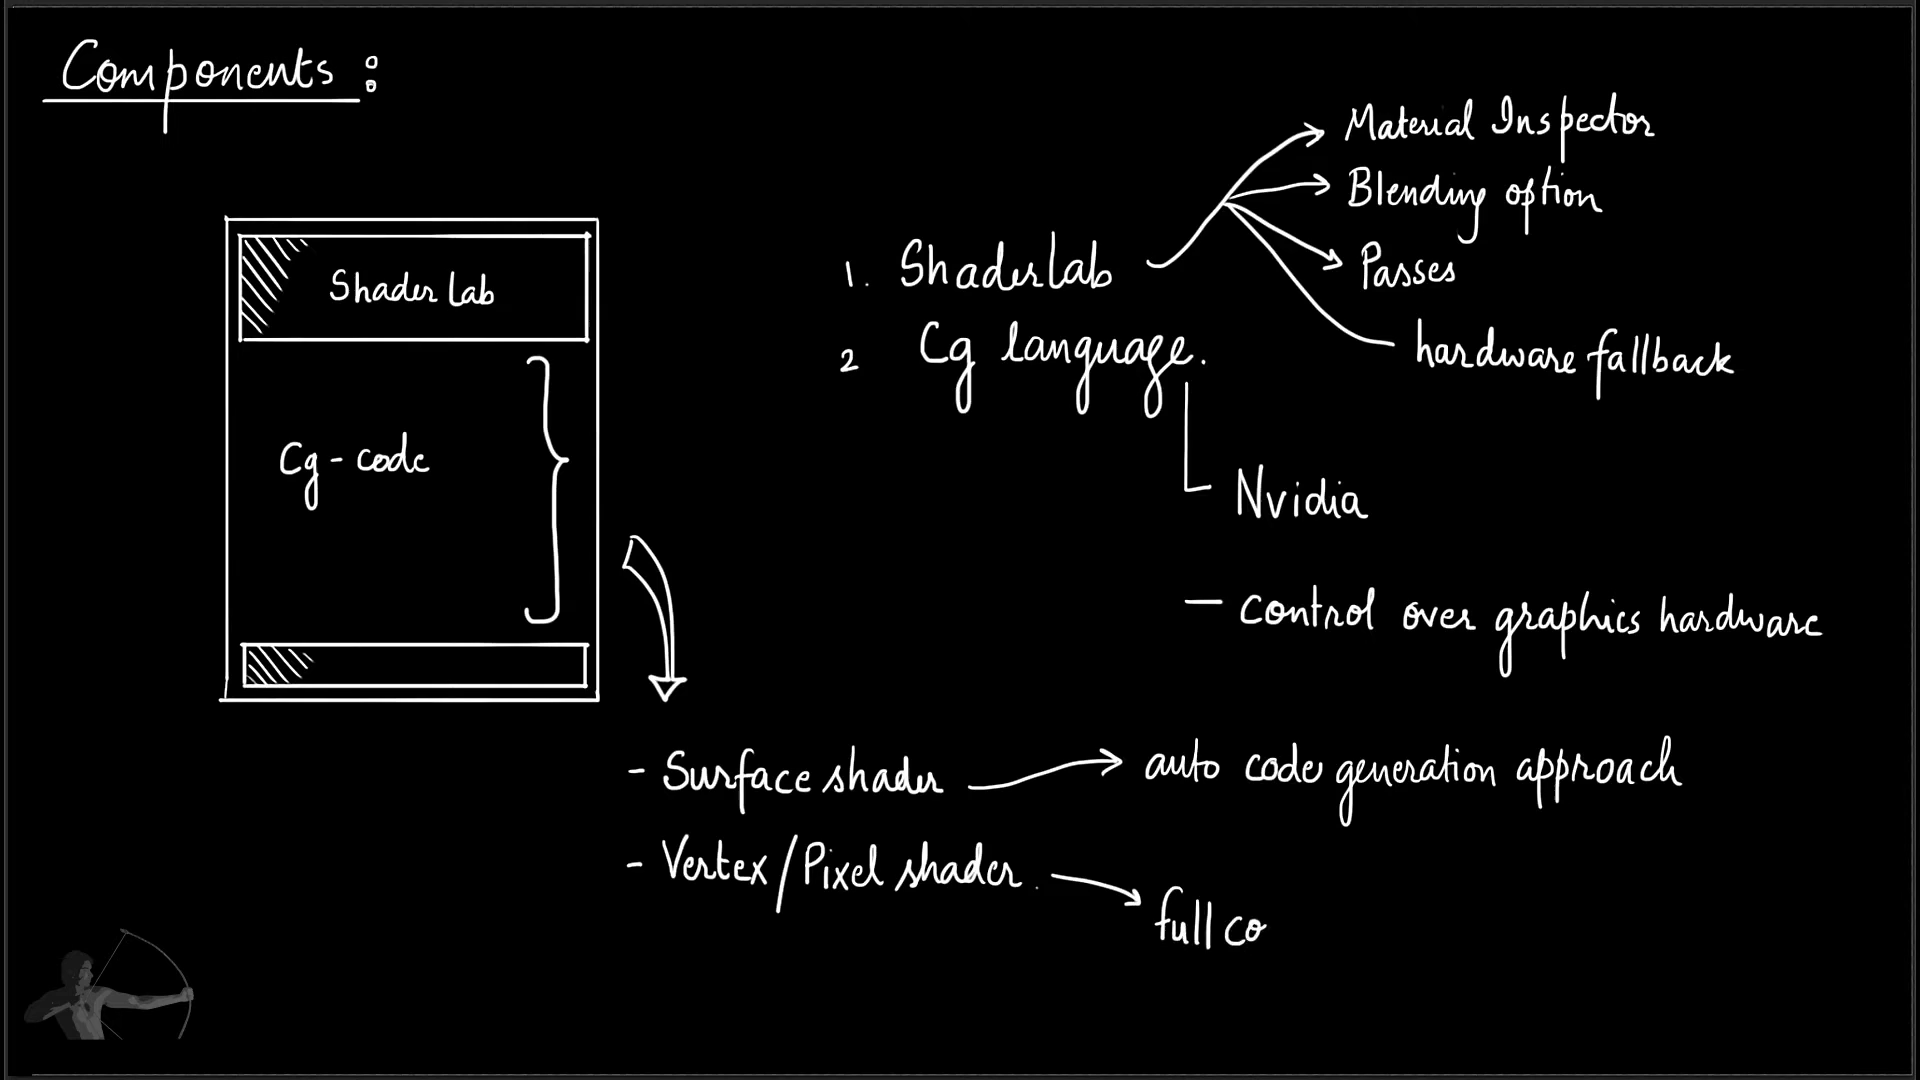 Components :
Shader Lab
Cg - code
1. Shaderlab
Material Inspector
Blending option
Passes
hardware fallback
2 Cg language.
Nvidia
– control over graphics hardware
- Surface shader
auto code generation approach
- Vertex/Pixel shader
full co